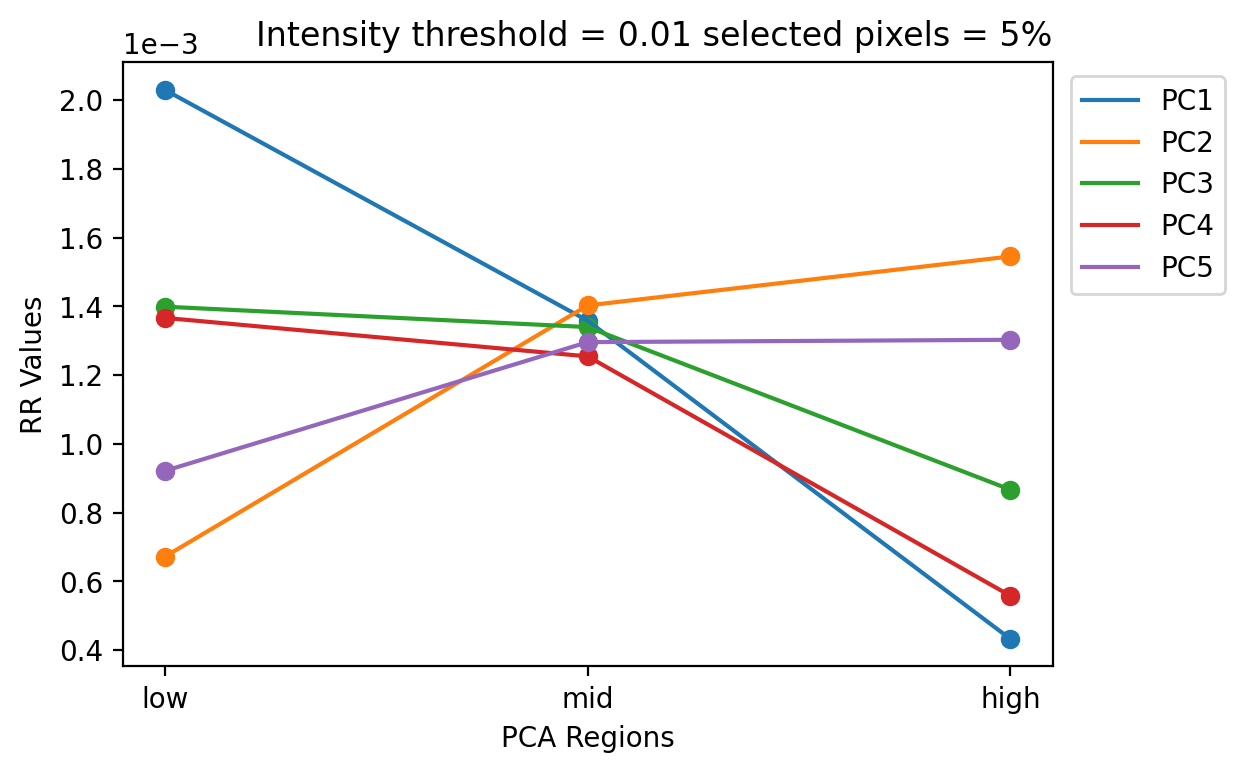 Intensity threshold = 0.01 selected pixels = 5%
1e−3
2.0
1.8
1.6
1.4
1.2
1.0
0.8
0.6
0.4
RR Values
low
mid
high
PCA Regions
PC1
PC2
PC3
PC4
PC5